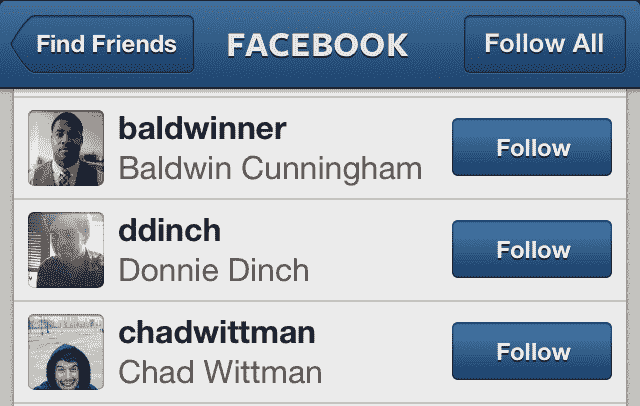 Find Friends
FACEBOOK
Follow All
baldwinner
Baldwin Cunningham
Follow
ddinch
Donnie Dinch
Follow
chadwittman
Chad Wittman
Follow